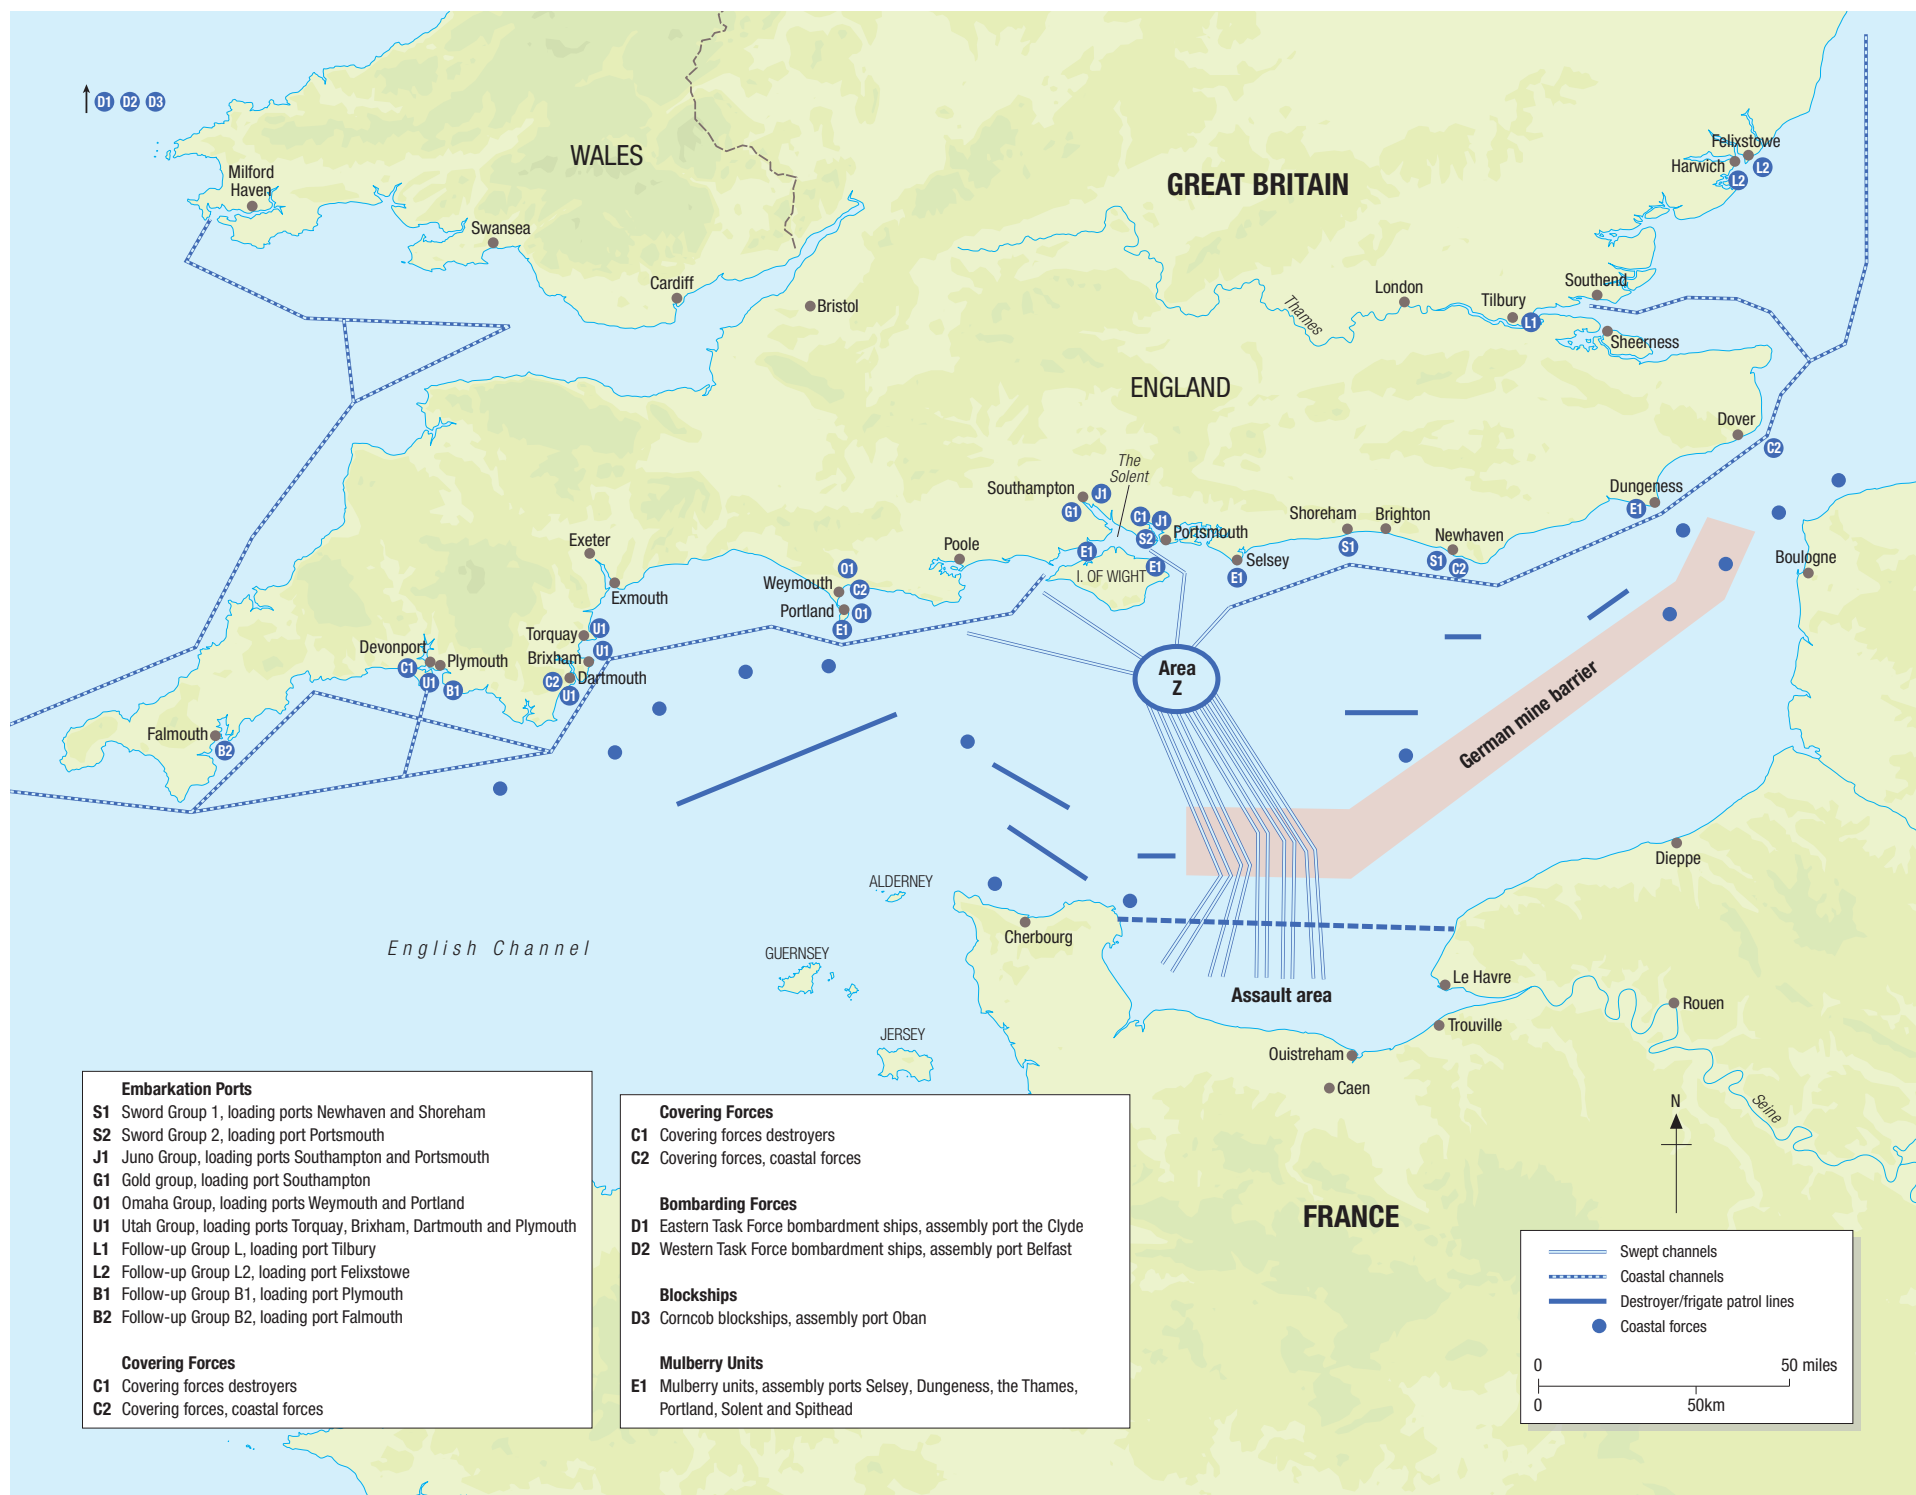 D1 D2 D3
WALES
Milford
Haven
Swansea
Cardiff
Bristol
GREAT BRITAIN
Felixstowe
Harwich
L2
L2
Southend
London
Tilbury
L1
Thames
Sheerness
ENGLAND
Dover
C2
The
Solent
Southampton
J1
G1
C1
J1
S2
Portsmouth
E1
E1
I. OF WIGHT
Selsey
E1
Shoreham
S1
Brighton
Newhaven
S1
C2
Dungeness
E1
Boulogne
Exeter
Exmouth
Poole
O1
Weymouth
C2
Portland
O1
E1
Torquay
U1
U1
Brixham
Dartmouth
C2
U1
Devonport
Plymouth
C1
U1
B1
Falmouth
B2
Area
Z
German mine barrier
Dieppe
ALDERNEY
Cherbourg
English Channel
GUERNSEY
JERSEY
Assault area
Le Havre
Rouen
Trouville
Ouistreham
Caen
Seine
N
FRANCE
Embarkation Ports
S1 Sword Group 1, loading ports Newhaven and Shoreham
S2 Sword Group 2, loading port Portsmouth
J1 Juno Group, loading ports Southampton and Portsmouth
G1 Gold group, loading port Southampton
O1 Omaha Group, loading ports Weymouth and Portland
U1 Utah Group, loading ports Torquay, Brixham, Dartmouth and Plymouth
L1 Follow-up Group L, loading port Tilbury
L2 Follow-up Group L2, loading port Felixstowe
B1 Follow-up Group B1, loading port Plymouth
B2 Follow-up Group B2, loading port Falmouth
Covering Forces
C1 Covering forces destroyers
C2 Covering forces, coastal forces
Covering Forces
C1 Covering forces destroyers
C2 Covering forces, coastal forces
Bombarding Forces
D1 Eastern Task Force bombardment ships, assembly port the Clyde
D2 Western Task Force bombardment ships, assembly port Belfast
Blockships
D3 Corncob blockships, assembly port Oban
Mulberry Units
E1 Mulberry units, assembly ports Selsey, Dungeness, the Thames,
Portland, Solent and Spithead
Swept channels
Coastal channels
Destroyer/frigate patrol lines
Coastal forces
0 50 miles
0 50km